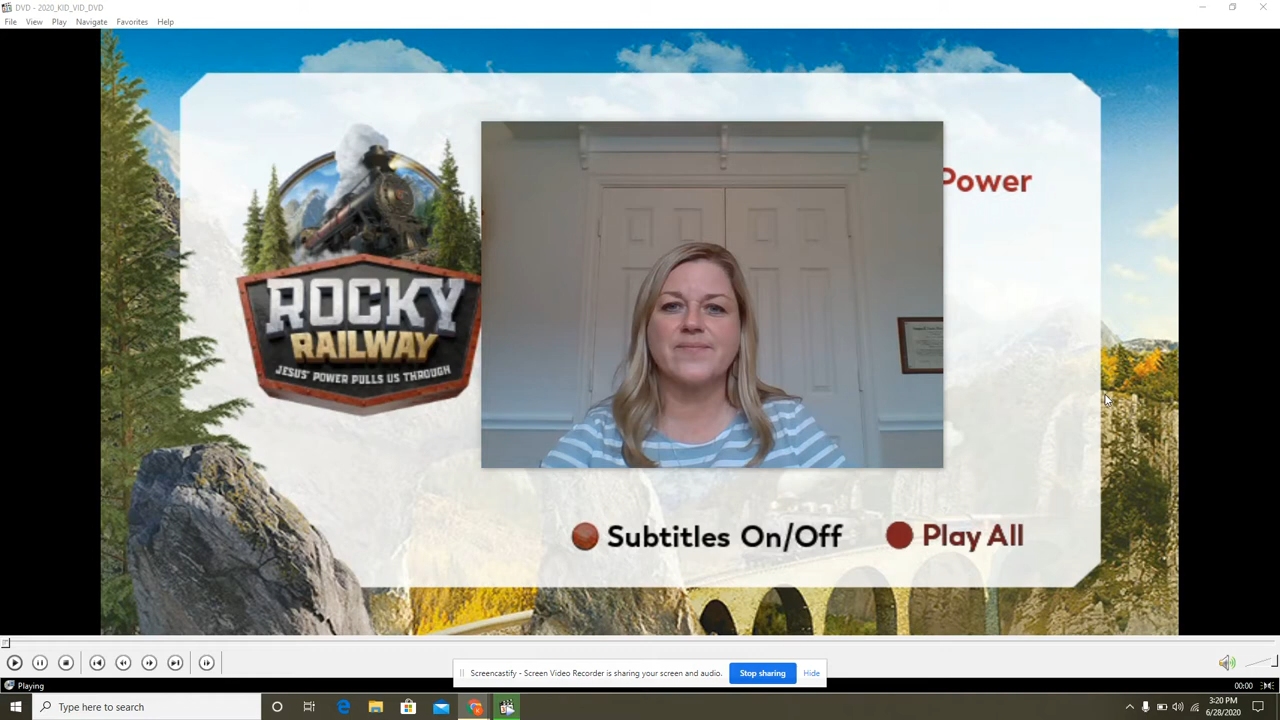 DVD - 2020_KID_VID_DVD
File View Play Navigate Favorites Help
Power
ROCKY
RAILWAY
JESUS' POWER PULLS US THROUGH
Subtitles On/Off
Play All
Screencastify - Screen Video Recorder is sharing your screen and audio.
Stop sharing
Hide
Playing
00:00
Type here to search
3:20 PM
6/28/2020